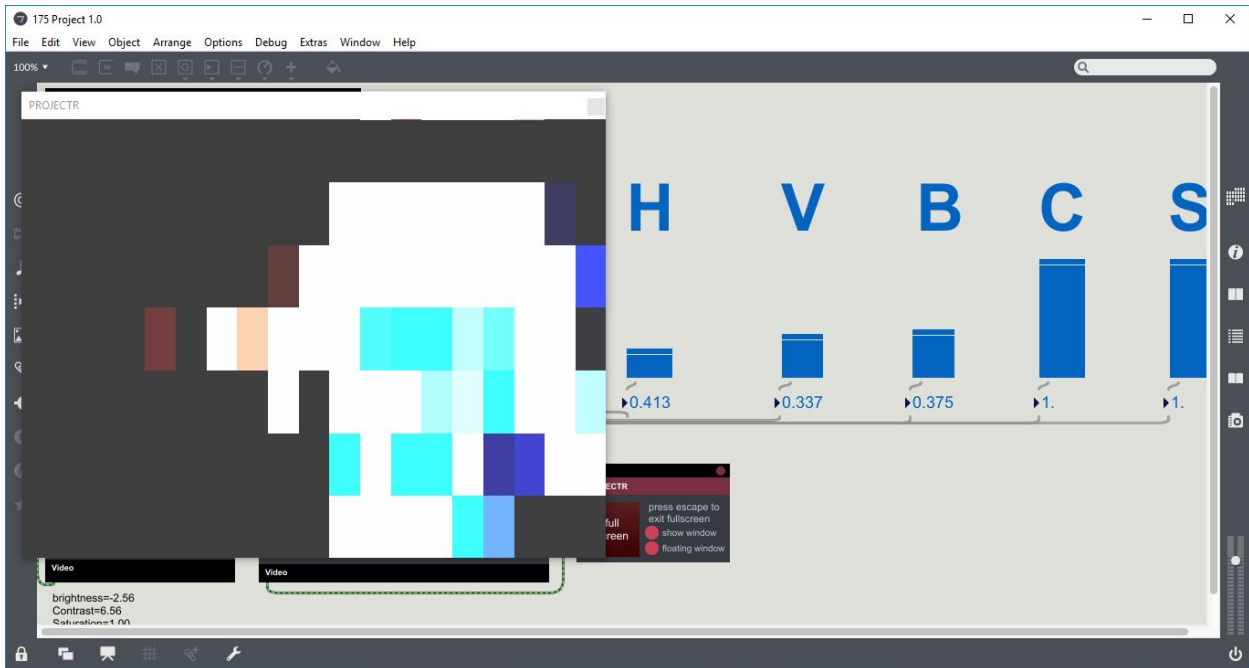 175 Project 1.0
File Edit View Object Arrange Options Debug Extras Window Help
100%
PROJECTR
H V B C S
0.413 0.337 0.375 1. 1.
ECTR
press escape to
exit fullscreen
full
reen
show window
floating window
Video
Video
brightness=-2.56
Contrast=6.56
Saturation=1.00